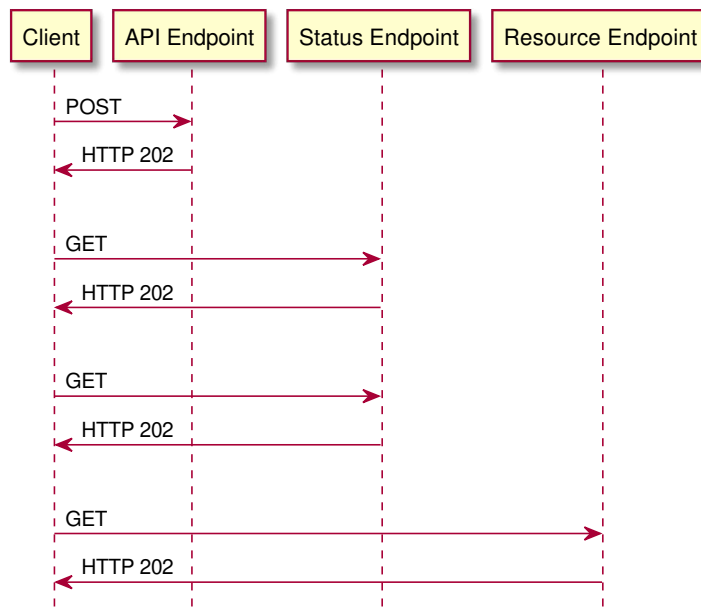 Client
API Endpoint
Status Endpoint
Resource Endpoint
POST
HTTP 202
GET
HTTP 202
GET
HTTP 202
GET
HTTP 202